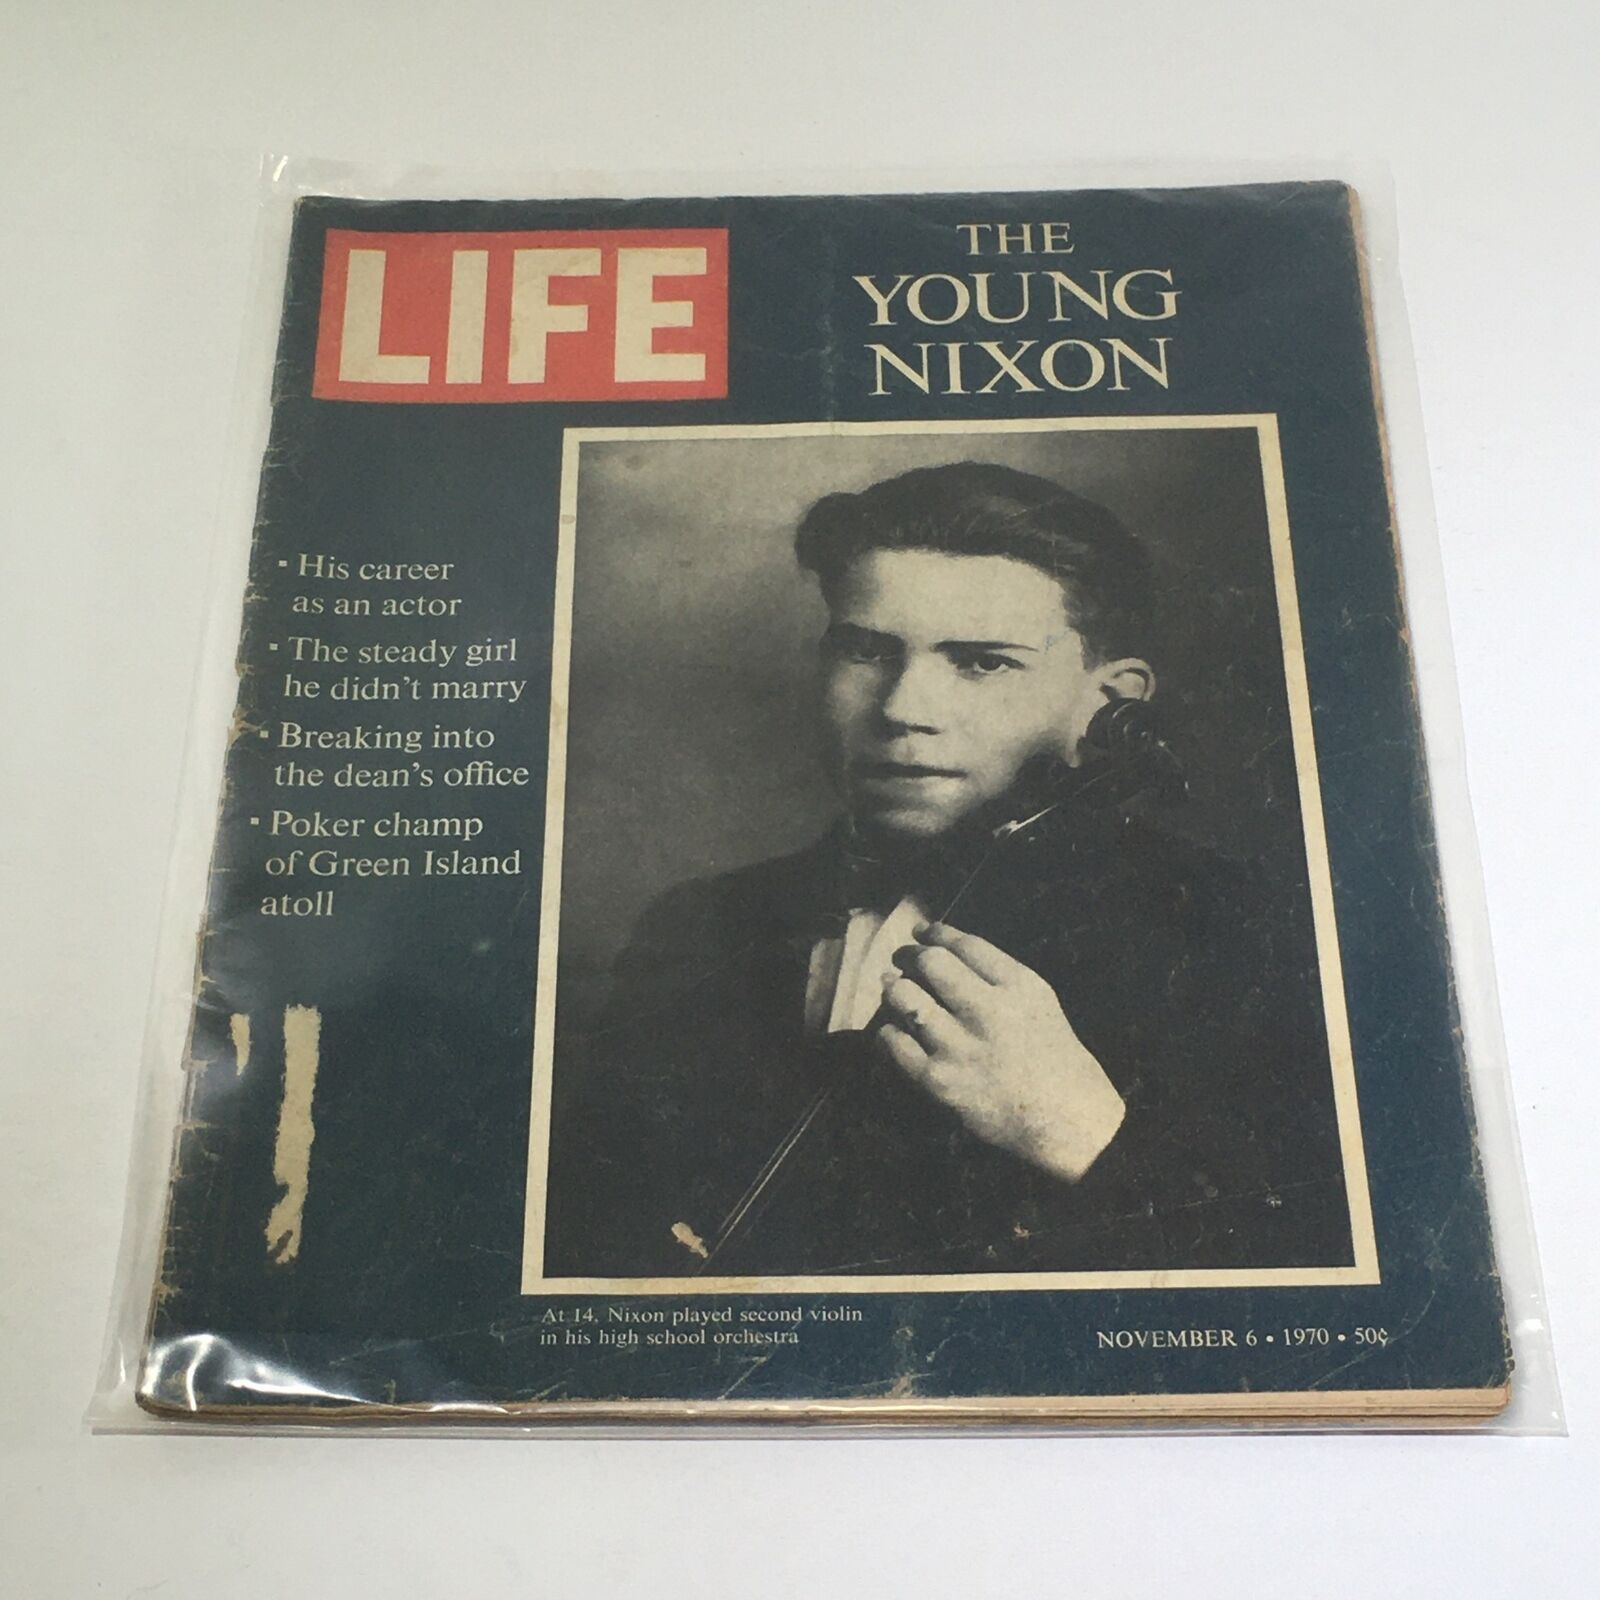 LIFE
THE
YOUNG
NIXON
▪ His career
as an actor
▪ The steady girl
he didn't marry
▪ Breaking into
the dean's office
▪ Poker champ
of Green Island
atoll
At 14, Nixon played second violin
in his high school orchestra
NOVEMBER 6 • 1970 • 50¢